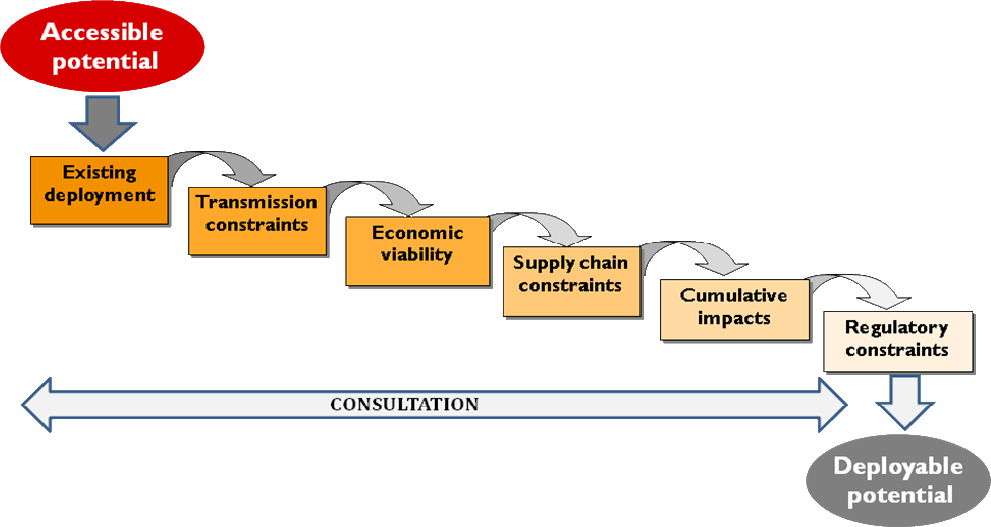 Accessible
potential
Existing
deployment
Transmission
constraints
Economic
viability
Supply chain
constraints
Cumulative
impacts
Regulatory
constraints
CONSULTATION
Deployable
potential